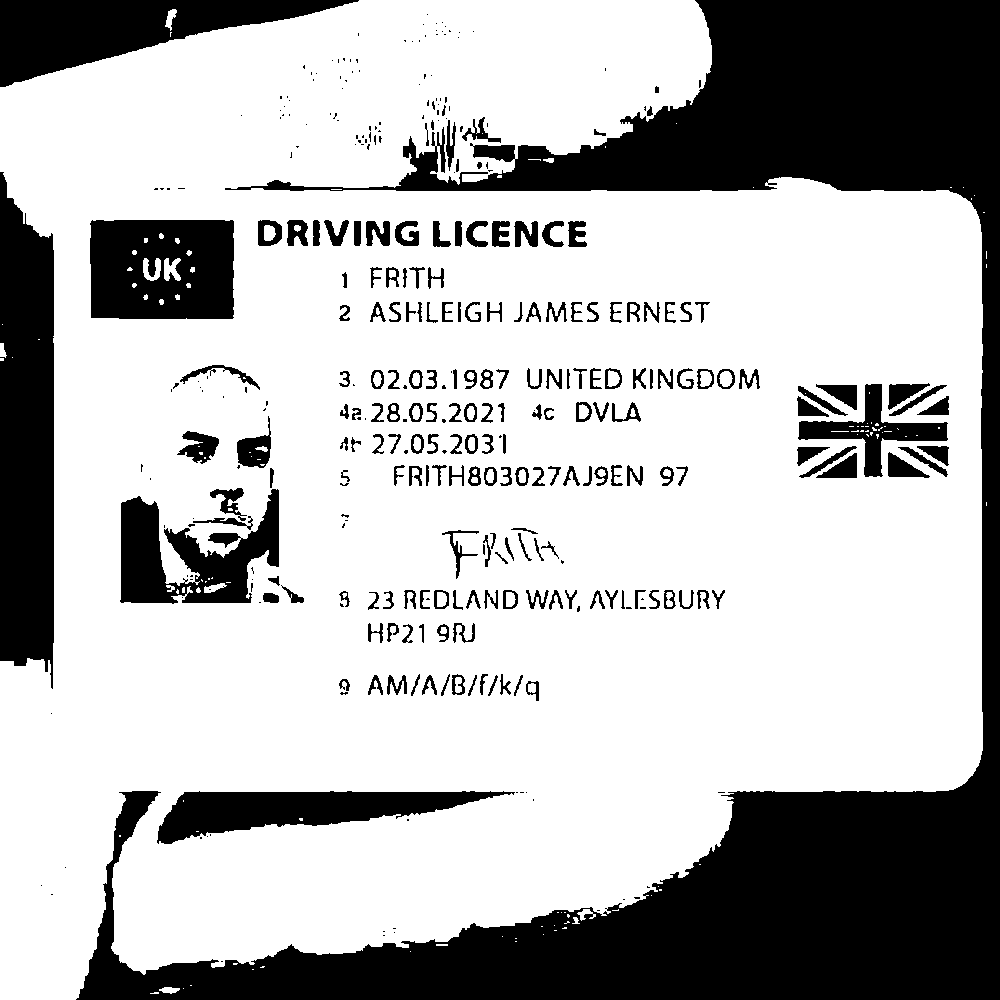 DRIVING LICENCE
UK
1 FRITH
2 ASHLEIGH JAMES ERNEST
3. 02.03.1987 UNITED KINGDOM
4a. 28.05.2021 4c DVLA
4b 27.05.2031
5 FRITH803027AJ9EN 97
7
FRITH
8 23 REDLAND WAY, AYLESBURY
HP21 9RJ
9 AM/A/B/f/k/q